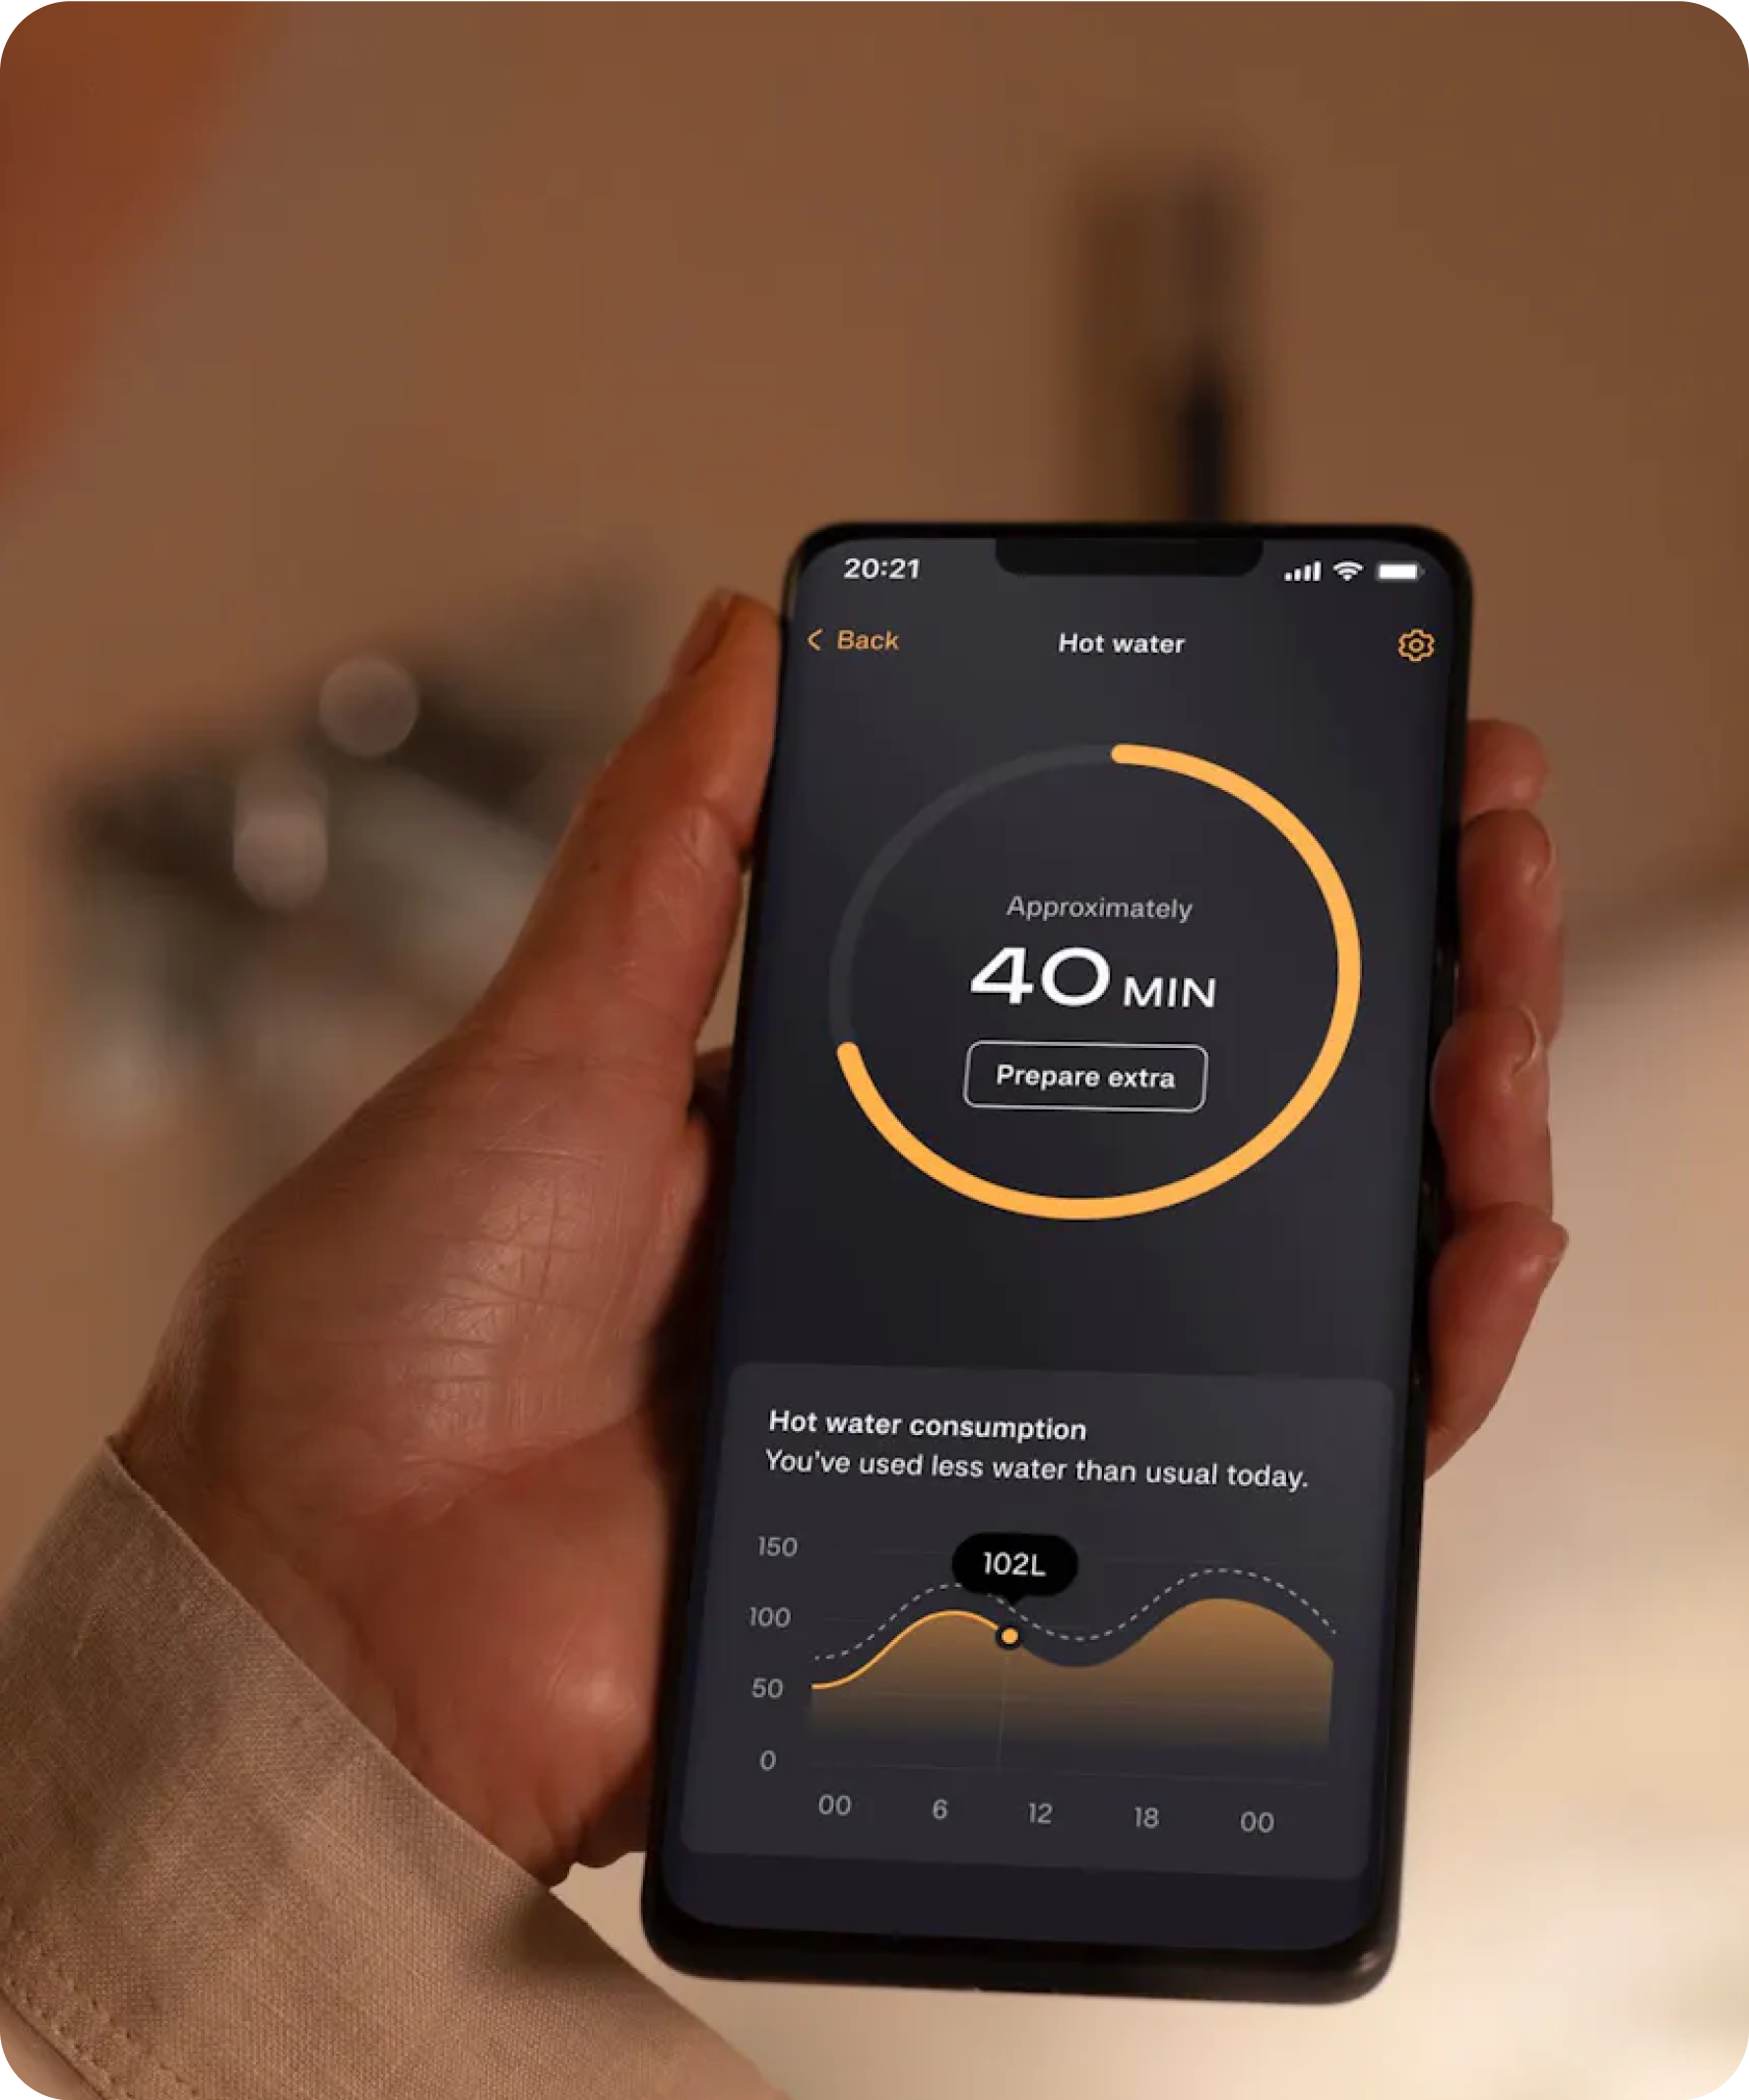 20:21
Back
Hot water
Approximately
40 MIN
Prepare extra
Hot water consumption
You've used less water than usual today.
150
102L
100
50
0
00 6 12 18 00